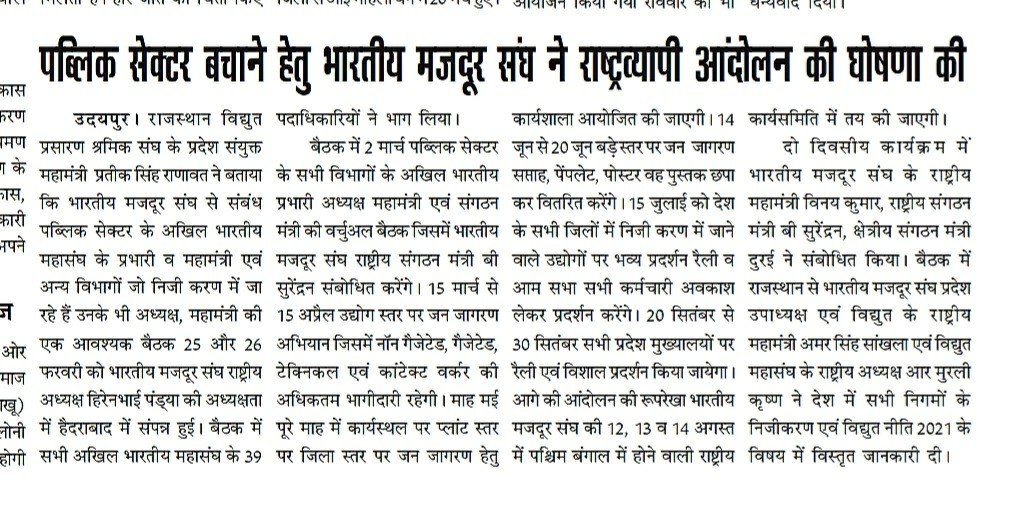 पब्लिक सेक्टर बचाने हेतु भारतीय मजदूर संघ ने राष्ट्रव्यापी आंदोलन की घोषणा की
उदयपुर। राजस्थान विद्युत
प्रसारण श्रमिक संघ के प्रदेश संयुक्त
महामंत्री प्रतीक सिंह राणावत ने बताया
कि भारतीय मजदूर संघ से संबंध
पब्लिक सेक्टर के अखिल भारतीय
महासंघ के प्रभारी व महामंत्री एवं
अन्य विभागों जो निजी करण में जा
रहे हैं उनके भी अध्यक्ष, महामंत्री की
एक आवश्यक बैठक 25 और 26
फरवरी को भारतीय मजदूर संघ राष्ट्रीय
अध्यक्ष हिरेनभाई पंड्या की अध्यक्षता
में हैदराबाद में संपन्न हुई। बैठक में
सभी अखिल भारतीय महासंघ के 39
पदाधिकारियों ने भाग लिया।
बैठक में 2 मार्च पब्लिक सेक्टर
के सभी विभागों के अखिल भारतीय
प्रभारी अध्यक्ष महामंत्री एवं संगठन
मंत्री की वर्चुअल बैठक जिसमें भारतीय
मजदूर संघ राष्ट्रीय संगठन मंत्री बी
सुरेंद्रन संबोधित करेंगे। 15 मार्च से
15 अप्रैल उद्योग स्तर पर जन जागरण
अभियान जिसमें नॉन गैजेटेड, गैजेटेड,
टेक्निकल एवं कांटेक्ट वर्कर की
अधिकतम भागीदारी रहेगी। माह मई
पूरे माह में कार्यस्थल पर प्लांट स्तर
पर जिला स्तर पर जन जागरण हेतु
कार्यशाला आयोजित की जाएगी। 14
जून से 20 जून बड़े स्तर पर जन जागरण
सप्ताह, पेंपलेट, पोस्टर वह पुस्तक छपा
कर वितरित करेंगे। 15 जुलाई को देश
के सभी जिलों में निजी करण में जाने
वाले उद्योगों पर भव्य प्रदर्शन रैली व
आम सभा सभी कर्मचारी अवकाश
लेकर प्रदर्शन करेंगे। 20 सितंबर से
30 सितंबर सभी प्रदेश मुख्यालयों पर
रैली एवं विशाल प्रदर्शन किया जायेगा।
आगे की आंदोलन की रूपरेखा भारतीय
मजदूर संघ की 12, 13 व 14 अगस्त
में पश्चिम बंगाल में होने वाली राष्ट्रीय
कार्यसमिति में तय की जाएगी।
दो दिवसीय कार्यक्रम में
भारतीय मजदूर संघ के राष्ट्रीय
महामंत्री विनय कुमार, राष्ट्रीय संगठन
मंत्री बी सुरेंद्रन, क्षेत्रीय संगठन मंत्री
दुरई ने संबोधित किया। बैठक में
राजस्थान से भारतीय मजदूर संघ प्रदेश
उपाध्यक्ष एवं विद्युत के राष्ट्रीय
महामंत्री अमर सिंह सांखला एवं विद्युत
महासंघ के राष्ट्रीय अध्यक्ष आर मुरली
कृष्ण ने देश में सभी निगमों के
निजीकरण एवं विद्युत नीति 2021 के
विषय में विस्तृत जानकारी दी।